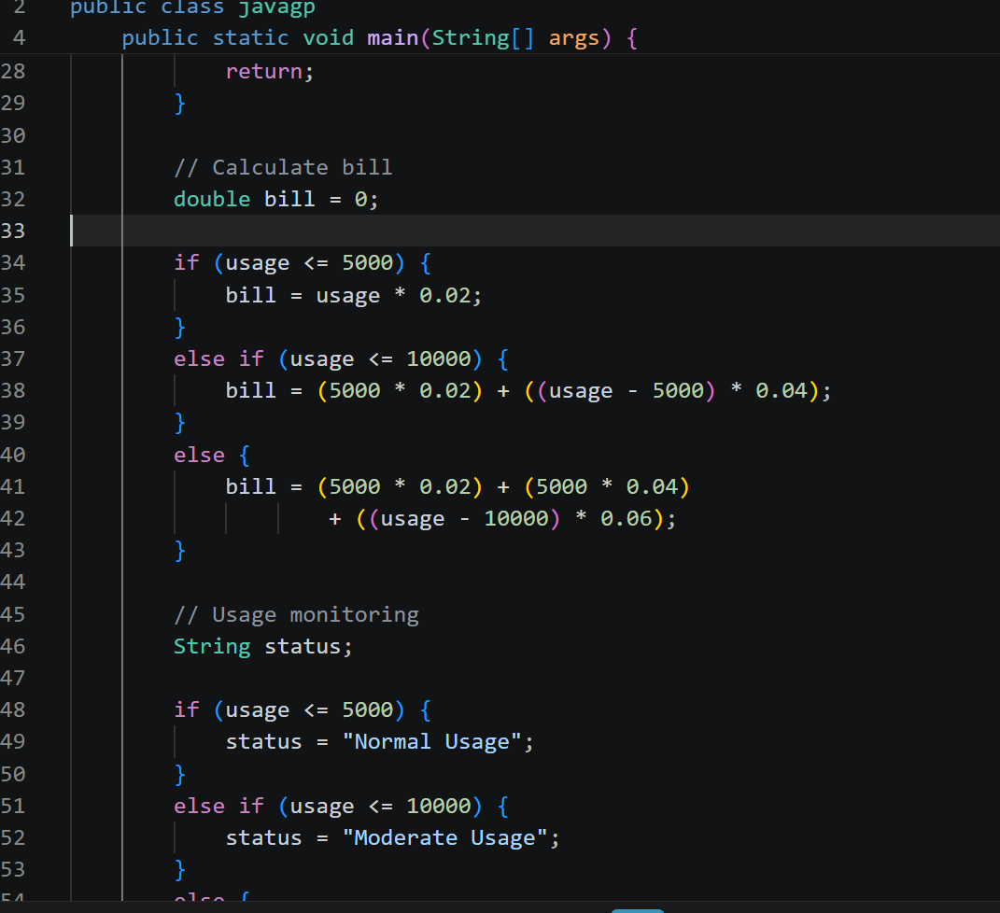 2 public class javagp
4 public static void main(String[] args) {
28 return;
29 }
30
31 // Calculate bill
32 double bill = 0;
33
34 if (usage <= 5000) {
35 bill = usage * 0.02;
36 }
37 else if (usage <= 10000) {
38 bill = (5000 * 0.02) + ((usage - 5000) * 0.04);
39 }
40 else {
41 bill = (5000 * 0.02) + (5000 * 0.04)
42 + ((usage - 10000) * 0.06);
43 }
44
45 // Usage monitoring
46 String status;
47
48 if (usage <= 5000) {
49 status = "Normal Usage";
50 }
51 else if (usage <= 10000) {
52 status = "Moderate Usage";
53 }
54 else {